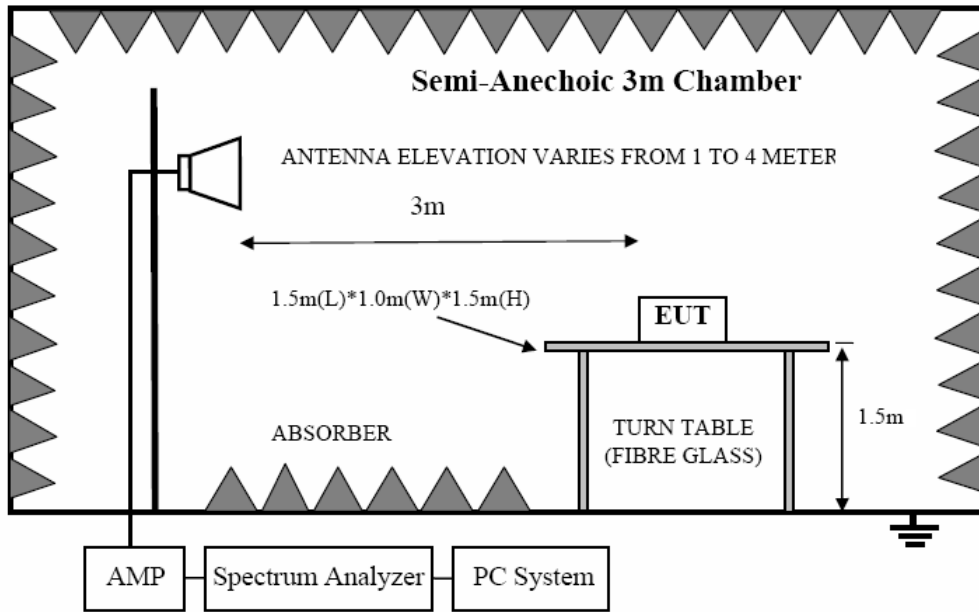 Semi-Anechoic 3m Chamber
ANTENNA ELEVATION VARIES FROM 1 TO 4 METER
3m
1.5m(L)*1.0m(W)*1.5m(H)
EUT
1.5m
ABSORBER
TURN TABLE
(FIBRE GLASS)
AMP
Spectrum Analyzer
PC System